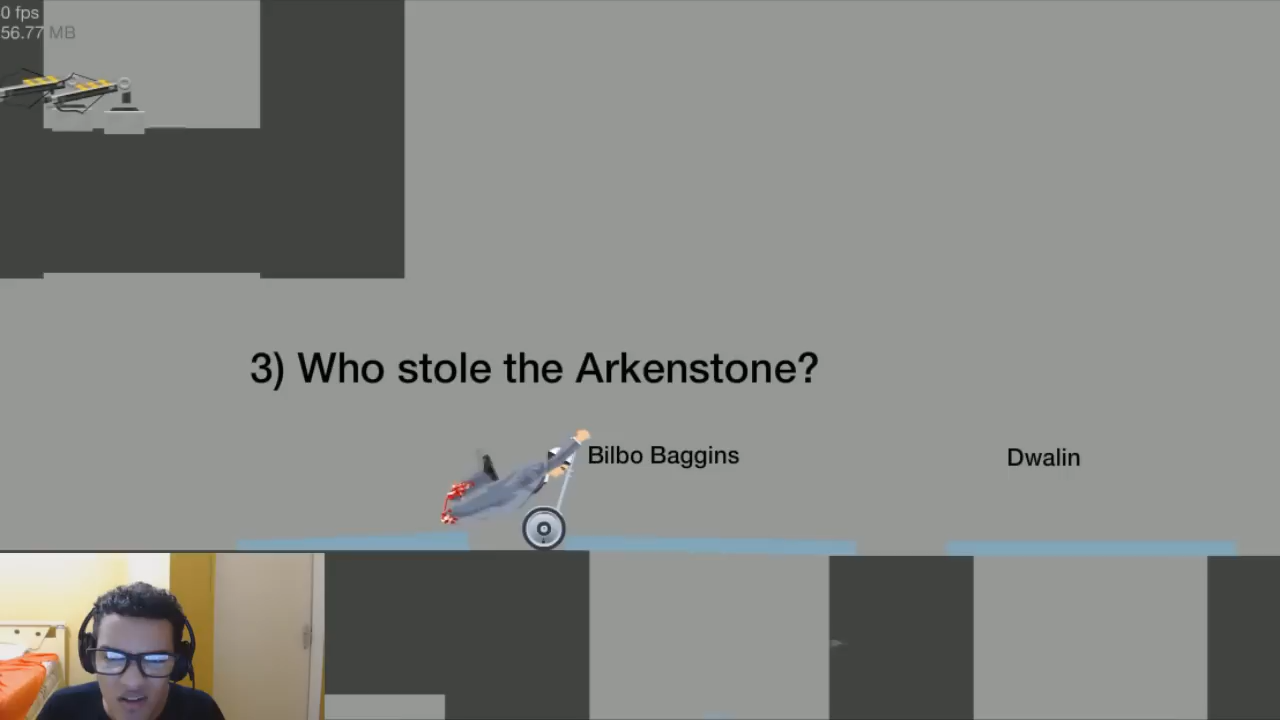 0 fps
56.77 MB
3) Who stole the Arkenstone?
Bilbo Baggins
Dwalin